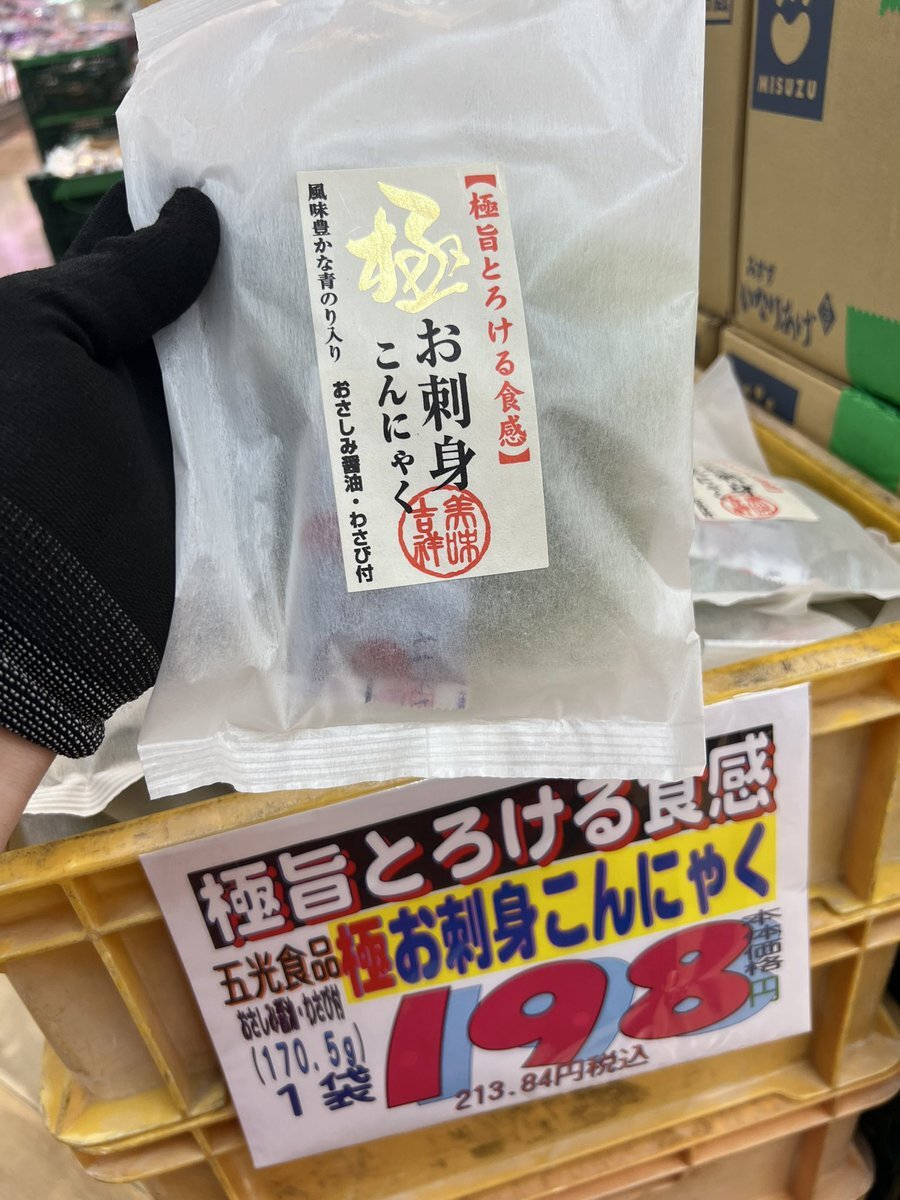 【極旨とろける食感】
極
お刺身
こんにゃく
美味
吉祥
風味豊かな青のり入り
おさしみ醤油・わさび付
MISUZU
みすず
いなりあげ
極旨とろける食感
極お刺身こんにゃく
五光食品
おさしみ醤油・わさび付
(170.5g)
1袋
198
本体価格
円
213.84円税込